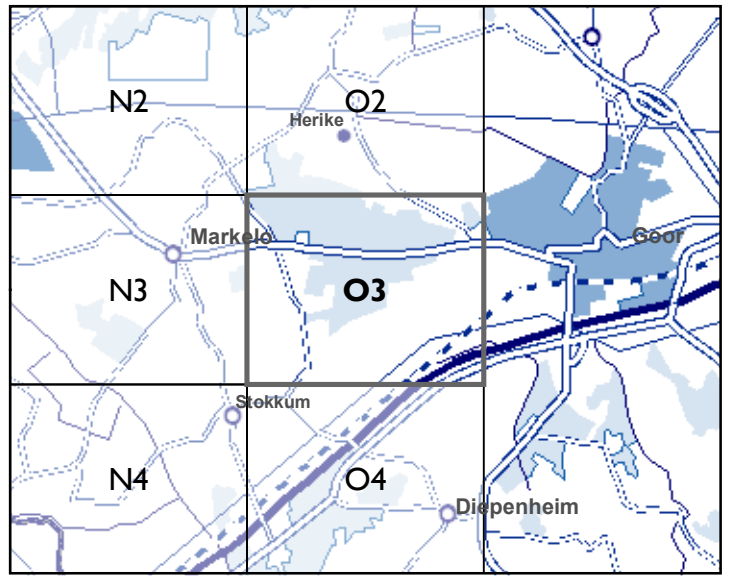 N2
O2
Herike
Markelo
Goor
N3
O3
Stokkum
N4
O4
Diepenheim